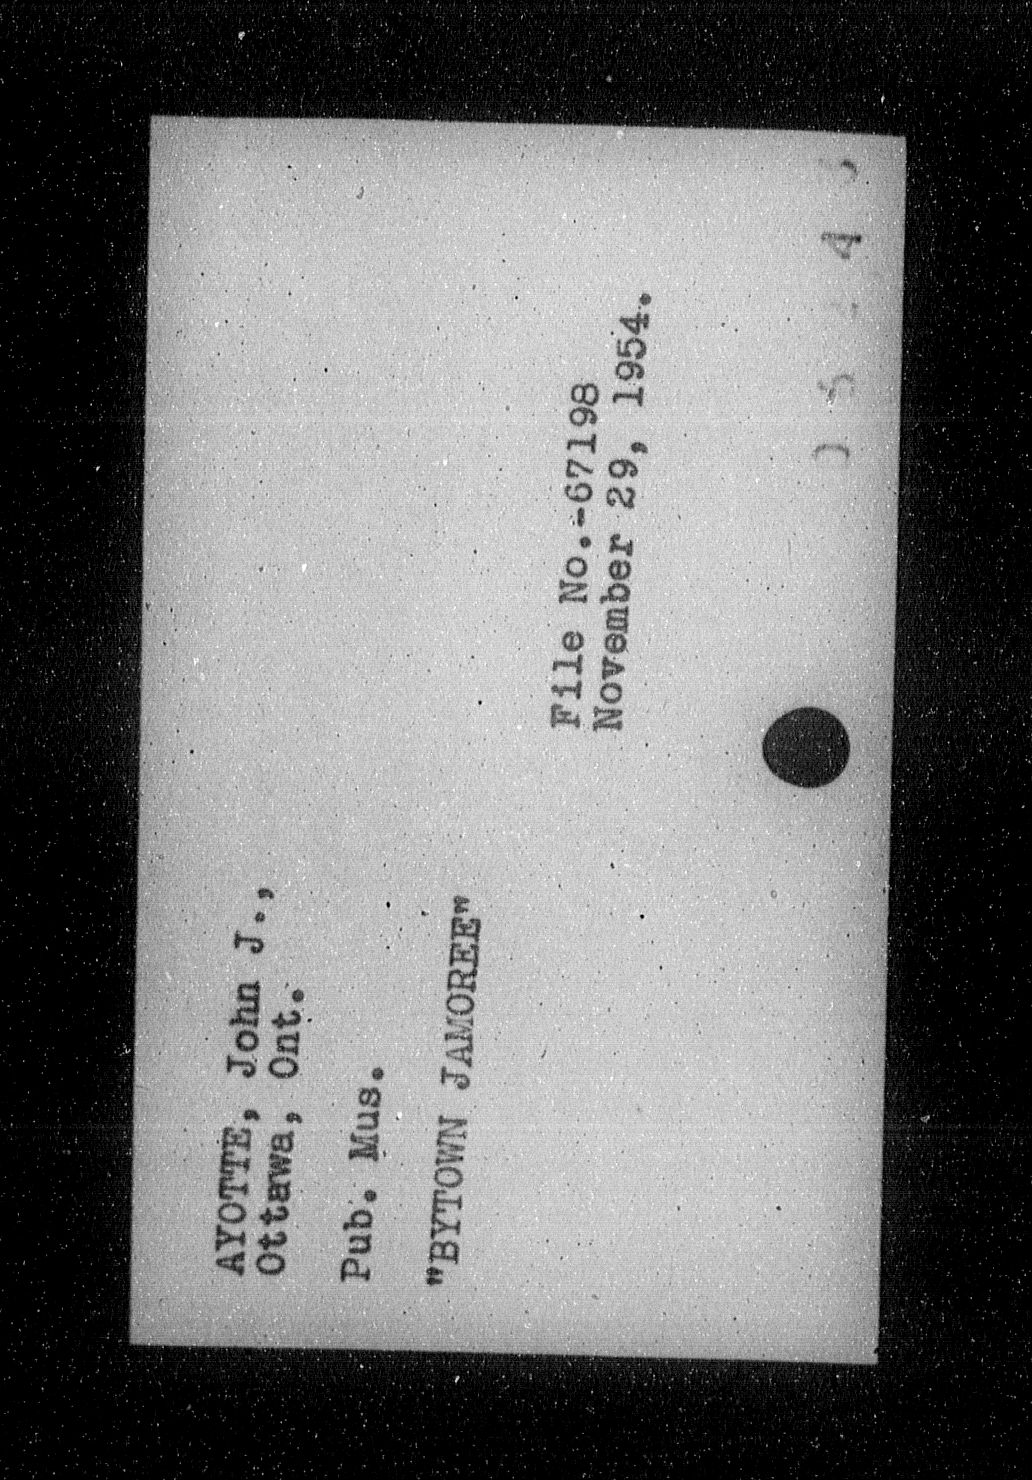 AYOTTE, John J.,
Ottawa, Ont.
Pub. Mus.
"BYTOWN JAMOREE"
File No.-67198
November 29, 1954.